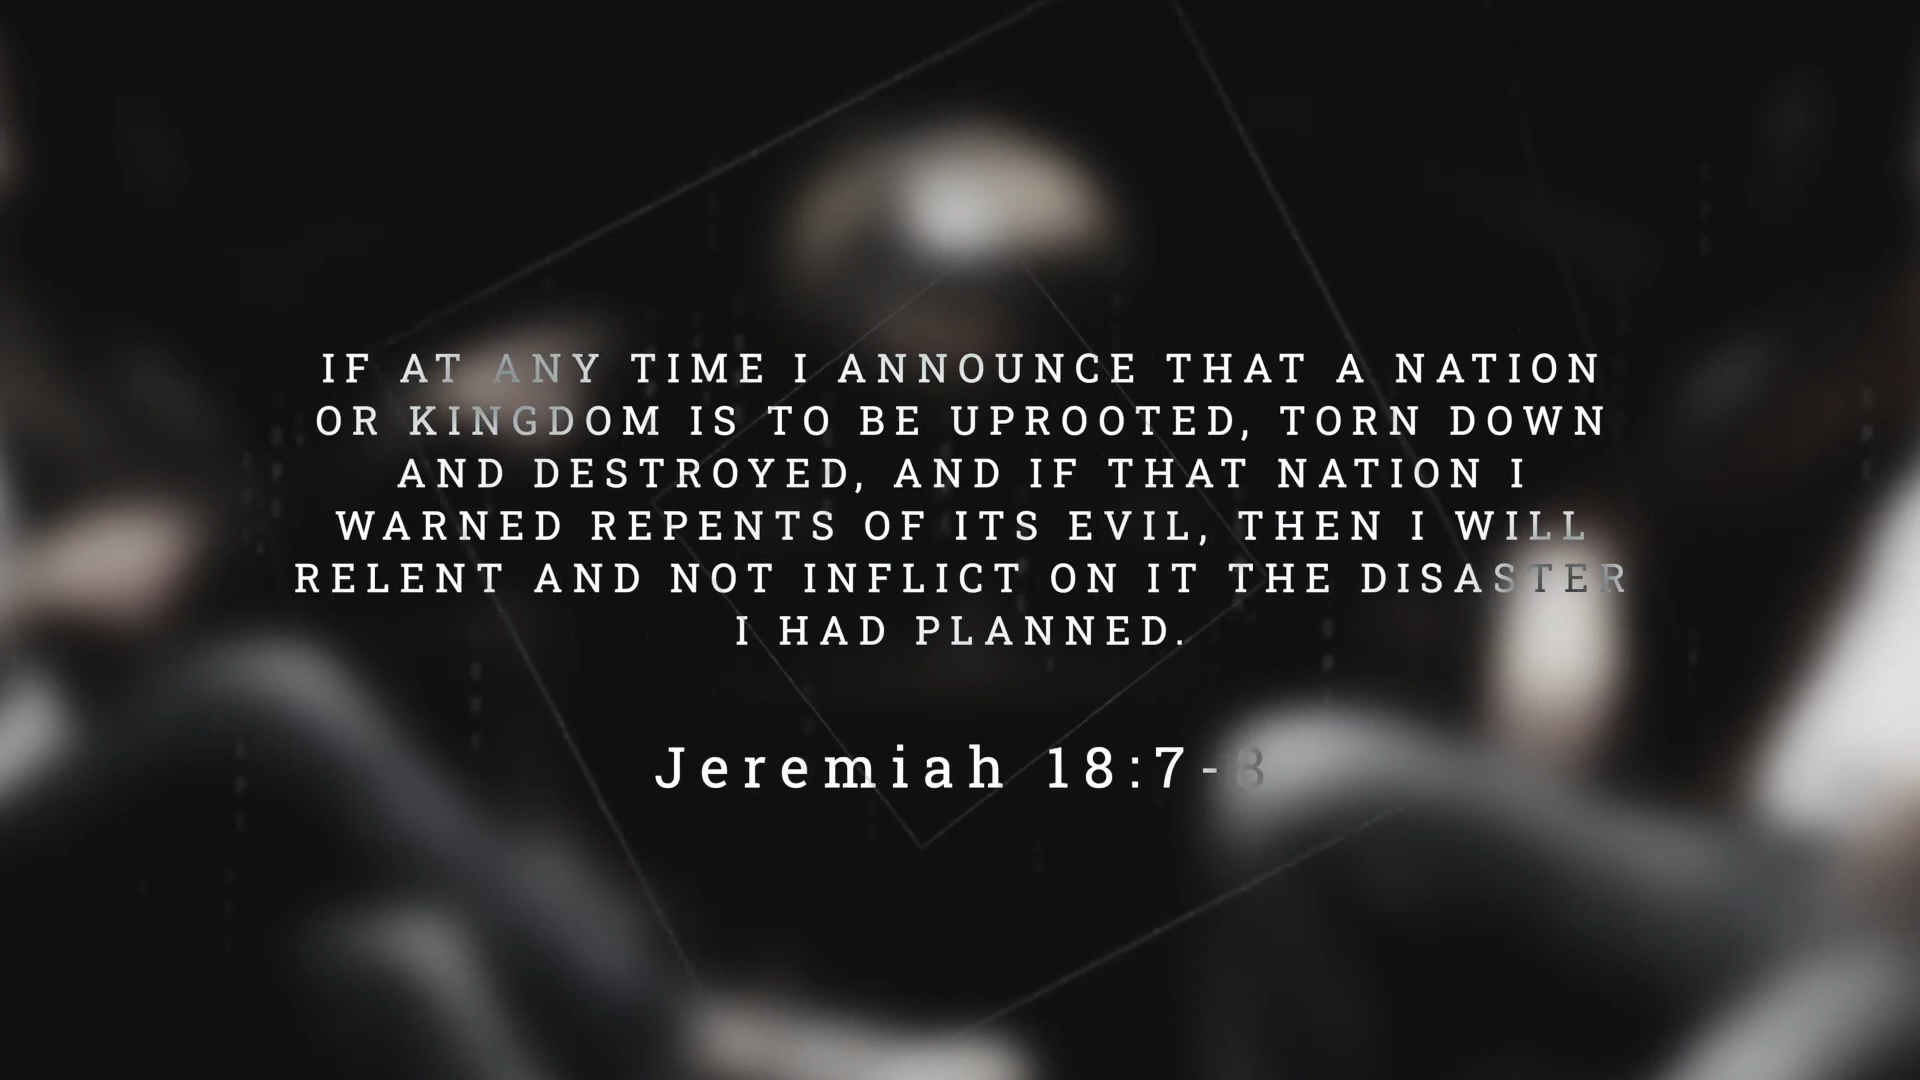 IF AT ANY TIME I ANNOUNCE THAT A NATION
OR KINGDOM IS TO BE UPROOTED, TORN DOWN
AND DESTROYED, AND IF THAT NATION I
WARNED REPENTS OF ITS EVIL, THEN I WILL
RELENT AND NOT INFLICT ON IT THE DISASTER
I HAD PLANNED.
Jeremiah 18:7-8